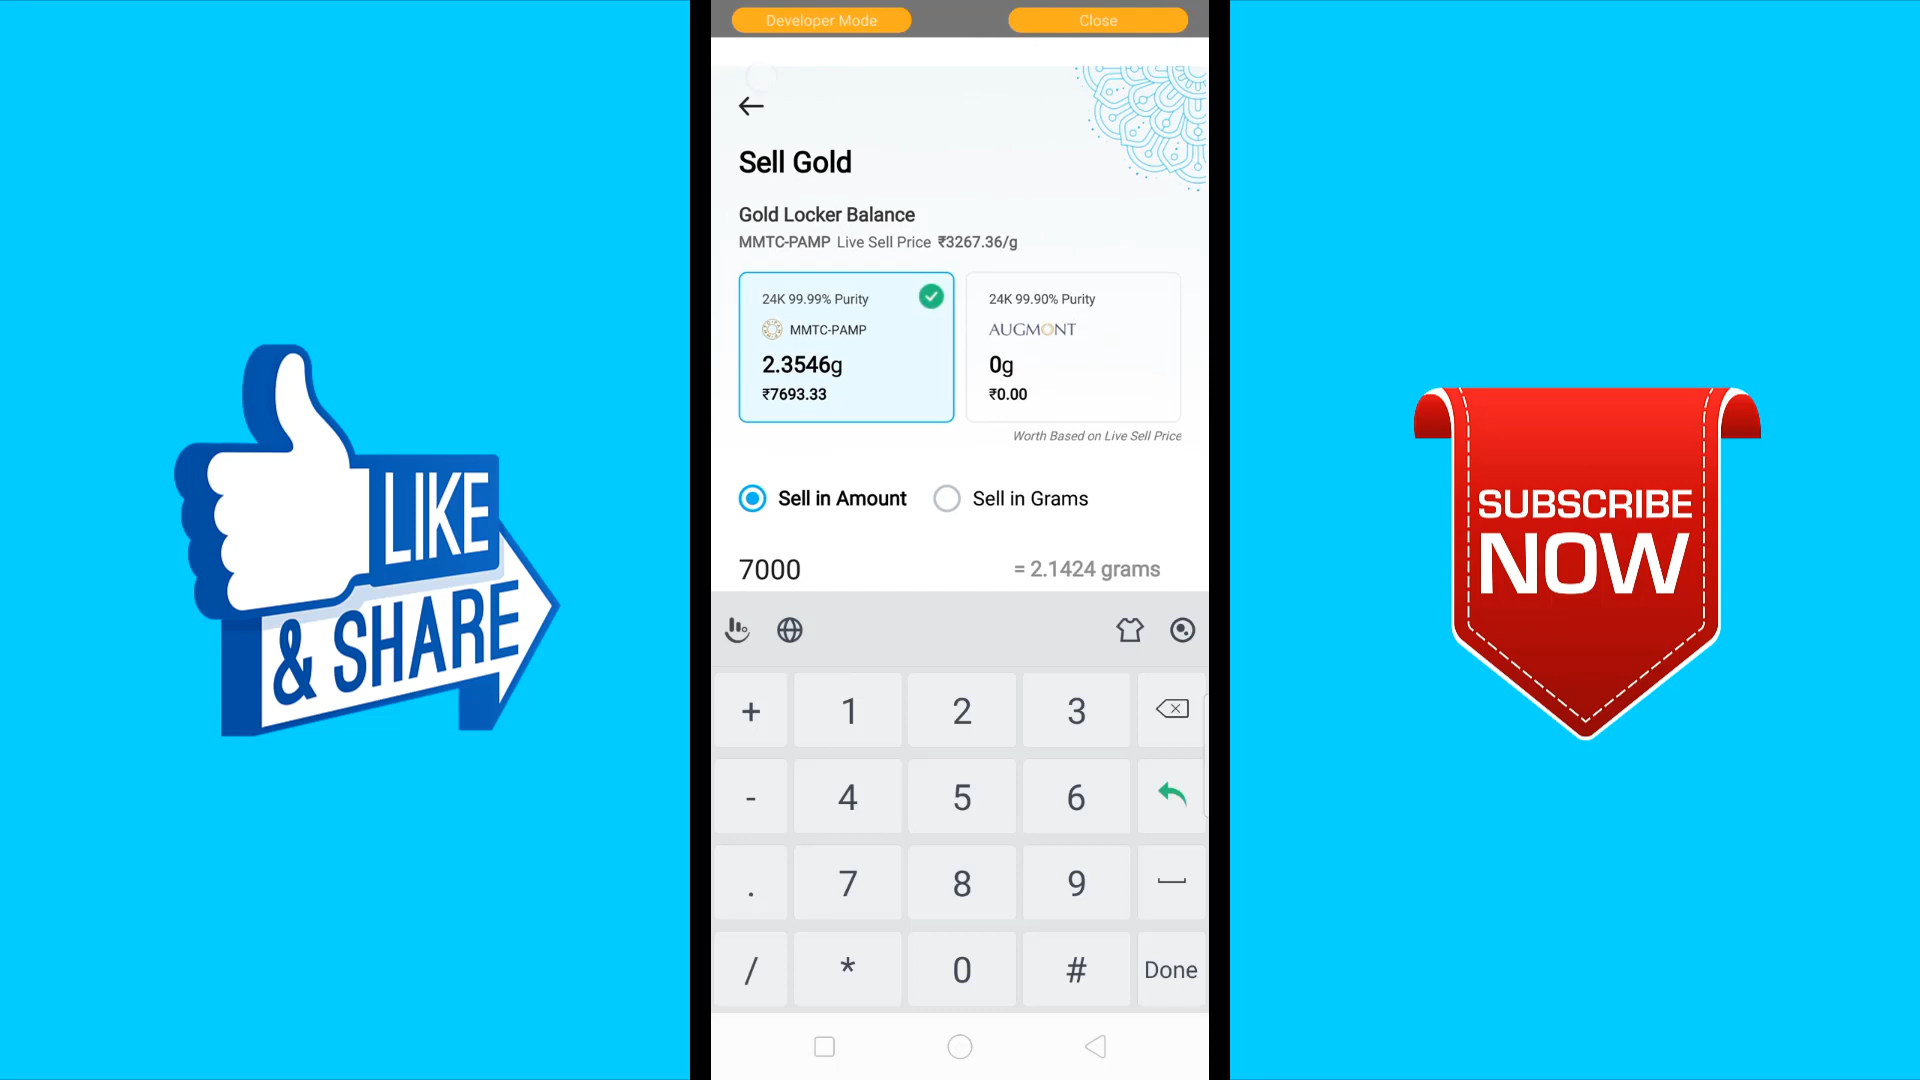 Developer Mode
Close
Sell Gold
Gold Locker Balance
MMTC-PAMP Live Sell Price ₹3267.36/g
24K 99.99% Purity
MMTC-PAMP
2.3546g
₹7693.33
24K 99.90% Purity
AUGMONT
0g
₹0.00
Worth Based on Live Sell Price
Sell in Amount
Sell in Grams
7000
= 2.1424 grams
+ 1 2 3
- 4 5 6
. 7 8 9
/ * 0 # Done
LIKE
& SHARE
SUBSCRIBE
NOW